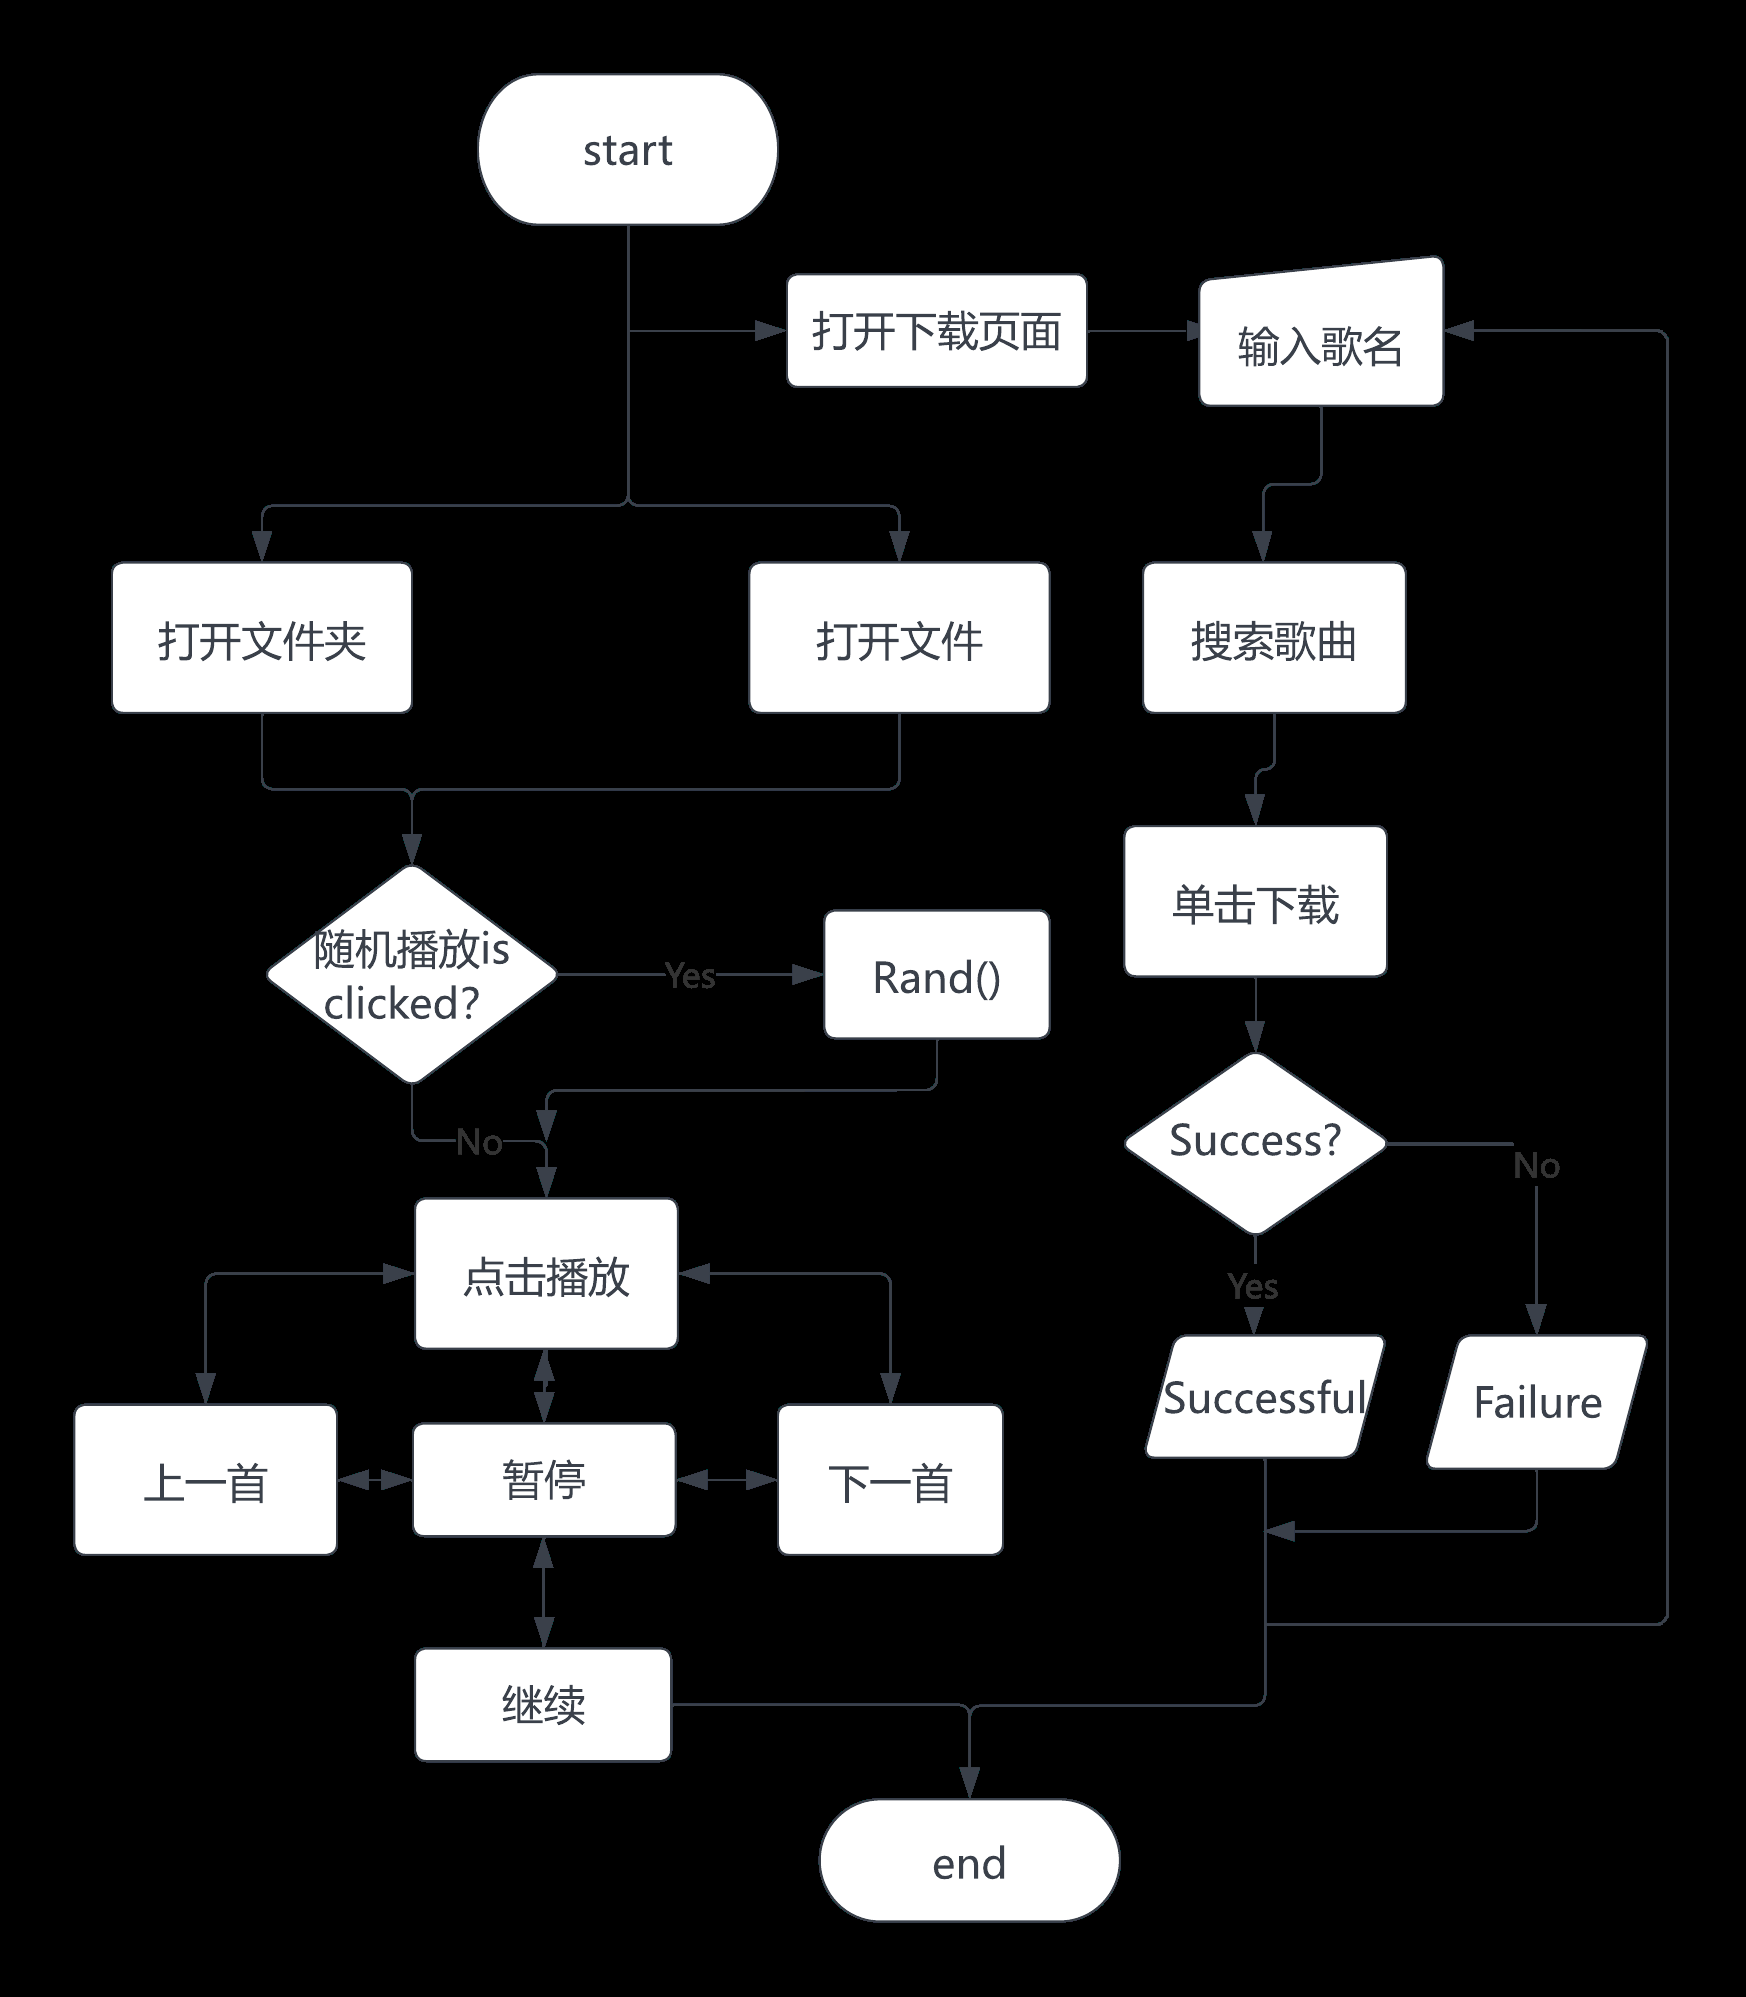 start
打开下载页面
输入歌名
打开文件夹
打开文件
搜索歌曲
单击下载
随机播放is
clicked?
Yes
Rand()
No
Success?
No
Yes
点击播放
Successful
Failure
上一首
暂停
下一首
继续
end